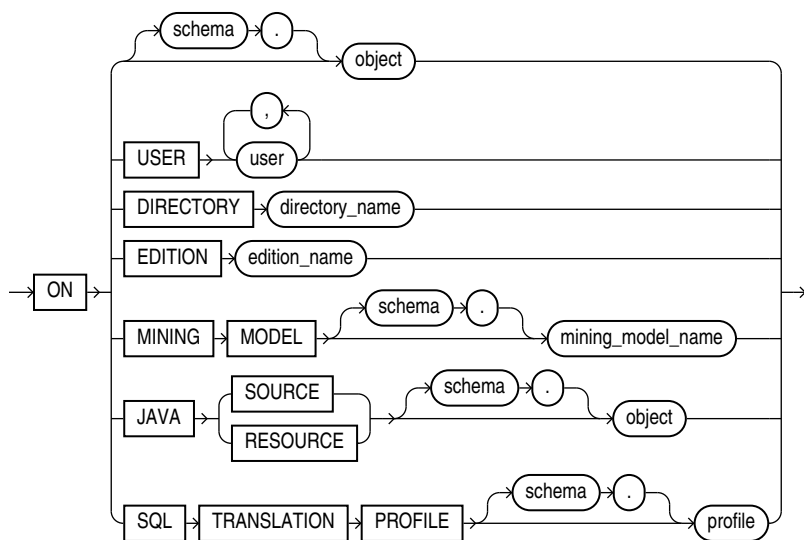 schema .
object
,
USER user
DIRECTORY directory_name
EDITION edition_name
ON
schema .
MINING MODEL mining_model_name
SOURCE schema .
JAVA object
RESOURCE
schema .
SQL TRANSLATION PROFILE profile